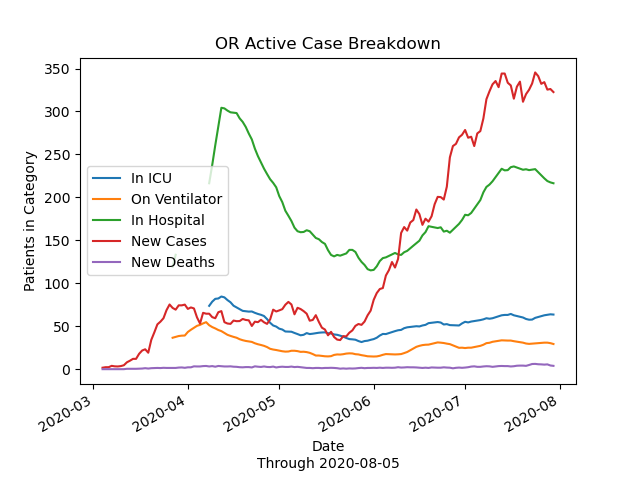 OR Active Case Breakdown
Patients in Category
350
300
250
200
150
100
50
0
In ICU
On Ventilator
In Hospital
New Cases
New Deaths
2020-03
2020-04
2020-05
2020-06
2020-07
2020-08
Date
Through 2020-08-05